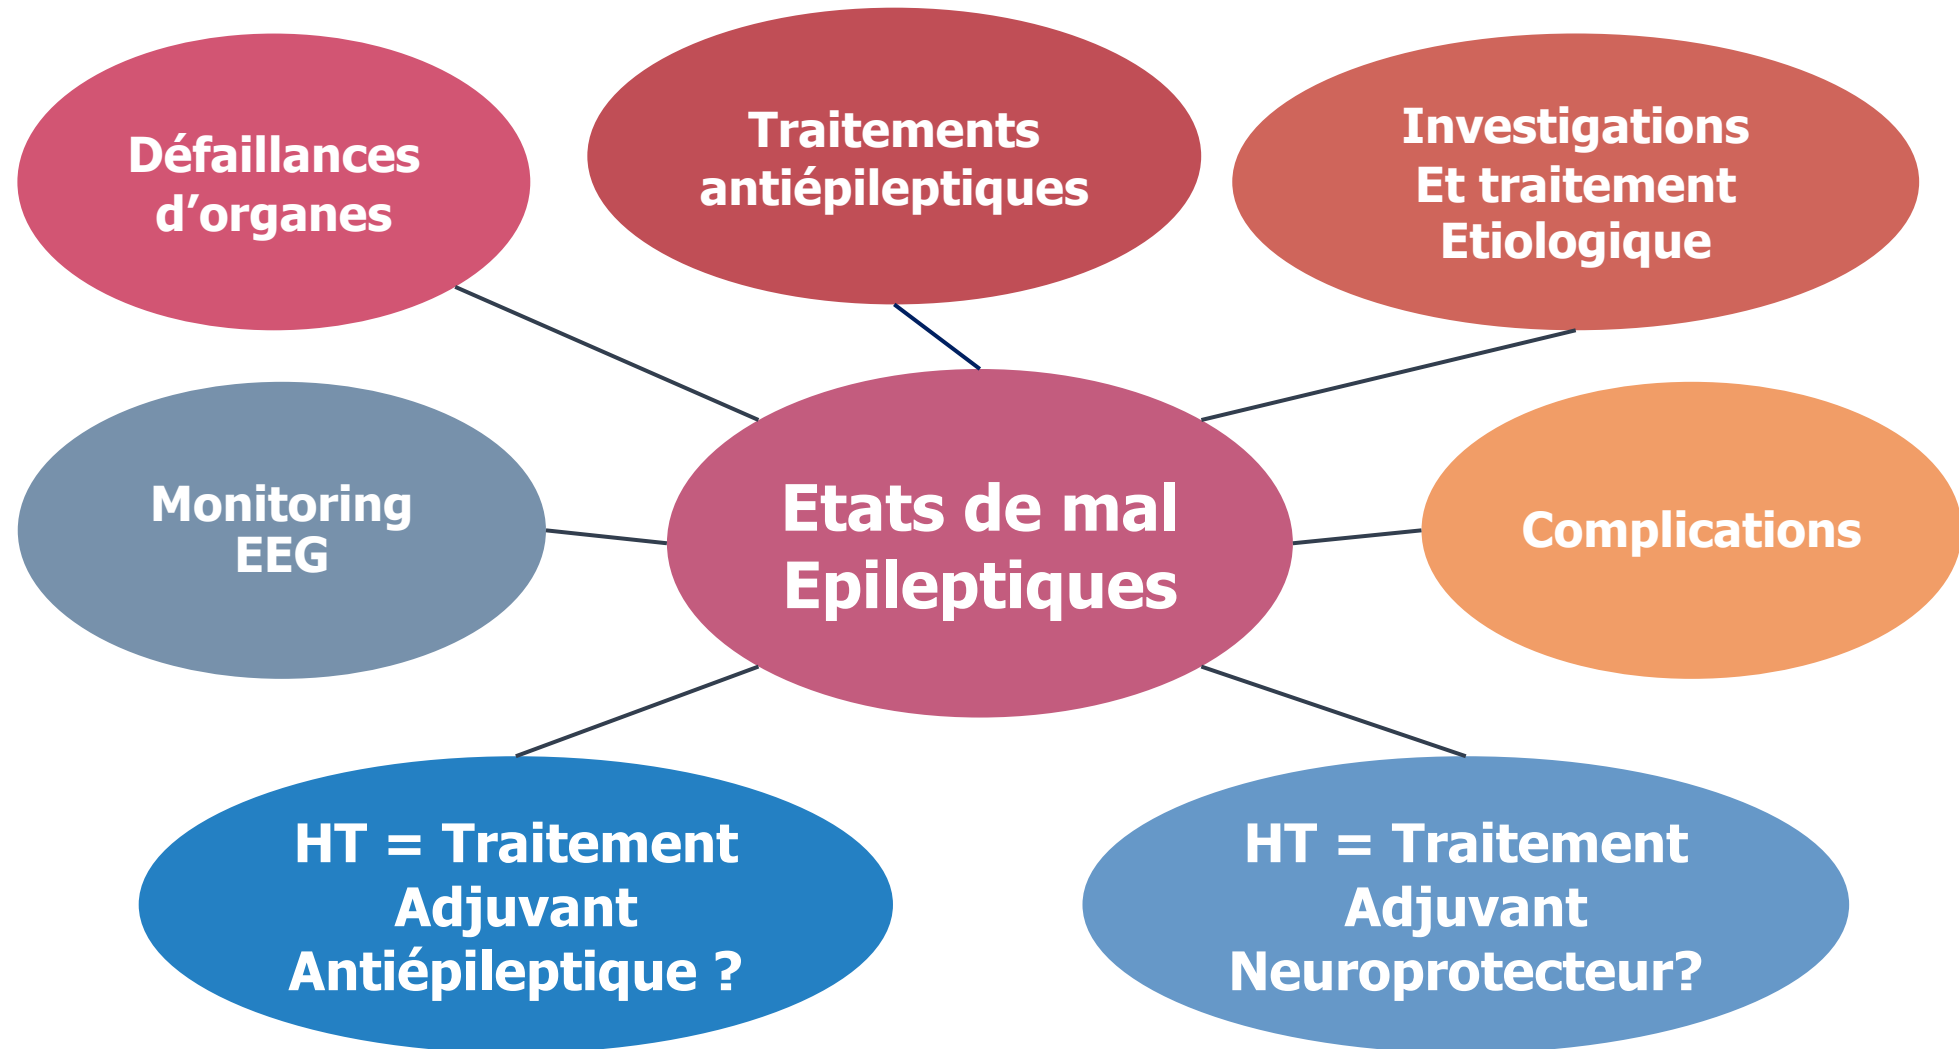 Défaillances
d’organes
Traitements
antiépileptiques
Investigations
Et traitement
Etiologique
Monitoring
EEG
Etats de mal
Epileptiques
Complications
HT = Traitement
Adjuvant
Antiépileptique ?
HT = Traitement
Adjuvant
Neuroprotecteur?